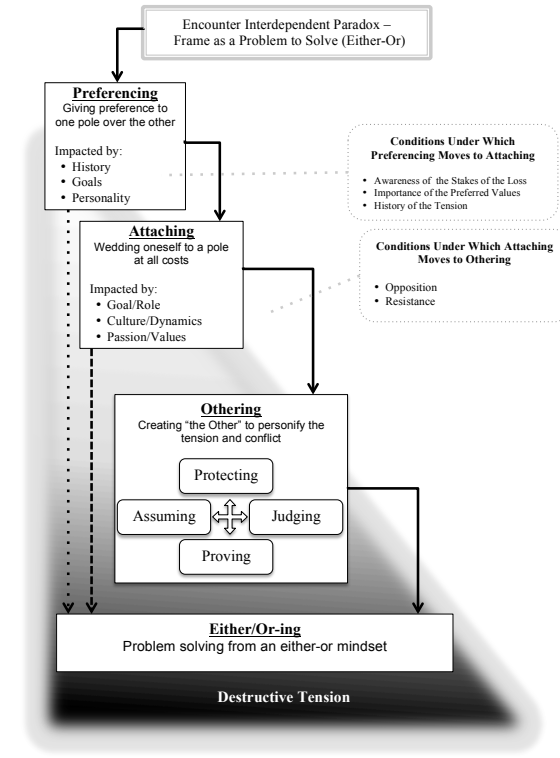 Encounter Interdependent Paradox –
Frame as a Problem to Solve (Either-Or)
Preferencing
Giving preference to
one pole over the other
Impacted by:
• History
• Goals
• Personality
Conditions Under Which
Preferencing Moves to Attaching
• Awareness of the Stakes of the Loss
• Importance of the Preferred Values
• History of the Tension
Attaching
Wedding oneself to a pole
at all costs
Impacted by:
• Goal/Role
• Culture/Dynamics
• Passion/Values
Conditions Under Which Attaching
Moves to Othering
• Opposition
• Resistance
Othering
Creating “the Other” to personify the
tension and conflict
Protecting
Assuming
Judging
Proving
Either/Or-ing
Problem solving from an either-or mindset
Destructive Tension